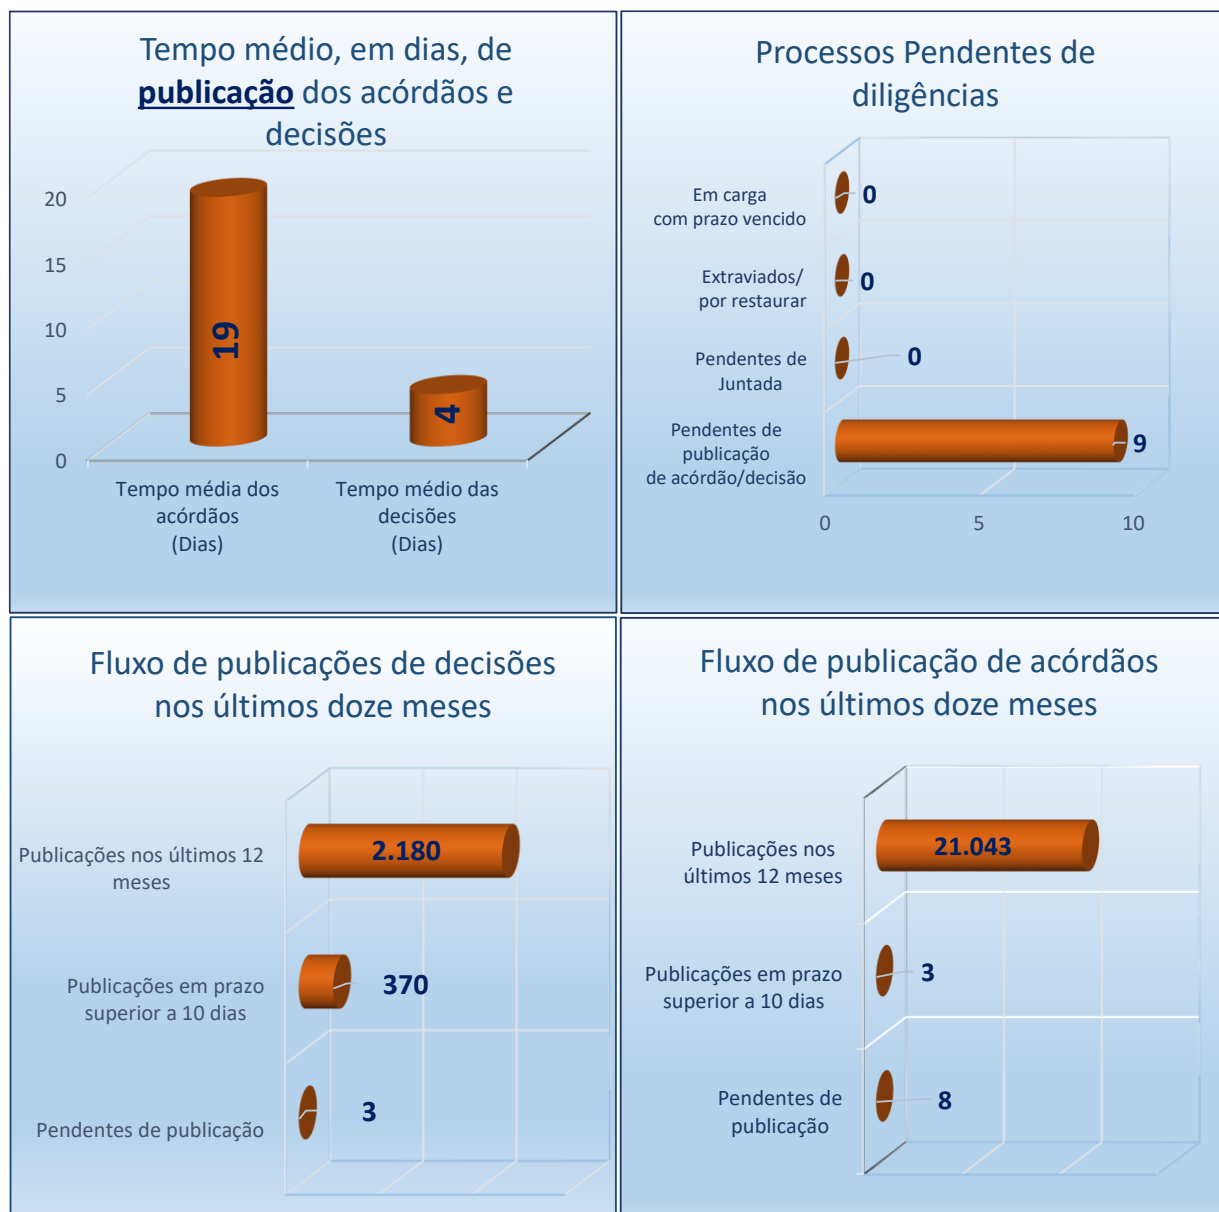 Tempo médio, em dias, de
publicação dos acórdãos e
decisões
20
15
10
5
0
19
4
Tempo média dos
acórdãos
(Dias)
Tempo médio das
decisões
(Dias)
Processos Pendentes de
diligências
Em carga
com prazo vencido
0
Extraviados/
por restaurar
0
Pendentes de
Juntada
0
Pendentes de
publicação
de acórdão/decisão
9
0 5 10
Fluxo de publicações de decisões
nos últimos doze meses
Publicações nos últimos 12
meses
2.180
Publicações em prazo
superior a 10 dias
370
Pendentes de publicação
3
Fluxo de publicação de acórdãos
nos últimos doze meses
Publicações nos
últimos 12 meses
21.043
Publicações em prazo
superior a 10 dias
3
Pendentes de
publicação
8